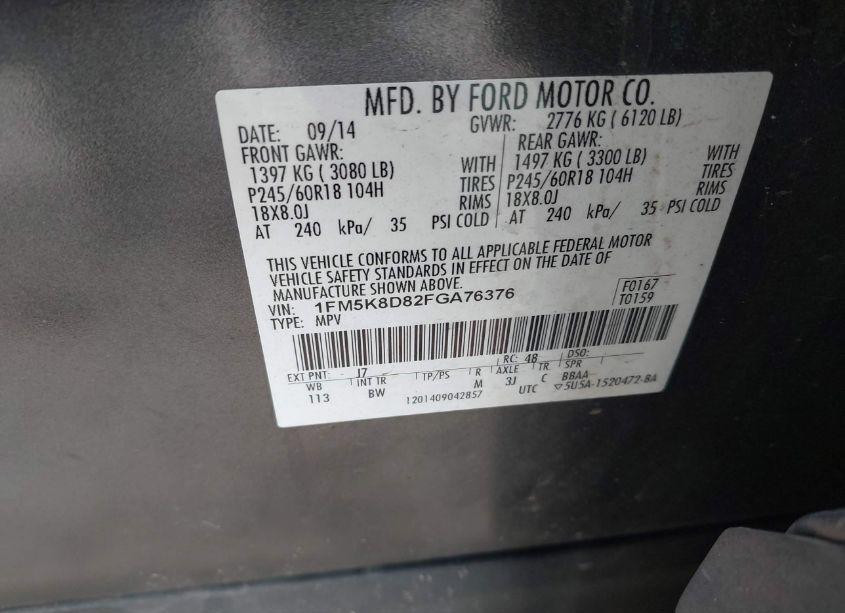 MFD. BY FORD MOTOR CO.
DATE: 09/14 GVWR: 2776 KG ( 6120 LB)
FRONT GAWR: REAR GAWR:
1397 KG ( 3080 LB) WITH 1497 KG ( 3300 LB) WITH
P245/60R18 104H TIRES P245/60R18 104H TIRES
18X8.0J RIMS 18X8.0J RIMS
AT 240 kPa/ 35 PSI COLD AT 240 kPa/ 35 PSI COLD
THIS VEHICLE CONFORMS TO ALL APPLICABLE FEDERAL MOTOR
VEHICLE SAFETY STANDARDS IN EFFECT ON THE DATE OF
MANUFACTURE SHOWN ABOVE.
VIN: 1FM5K8D82FGA76376 F0167
TYPE: MPV T0159
EXT PNT: J7 RC: 48 DSO:
WB INT TR TP/PS R AXLE TR SPR
113 BW M 3J C BBAA
1201409042857 UTC ▽5U5A-1520472-BA